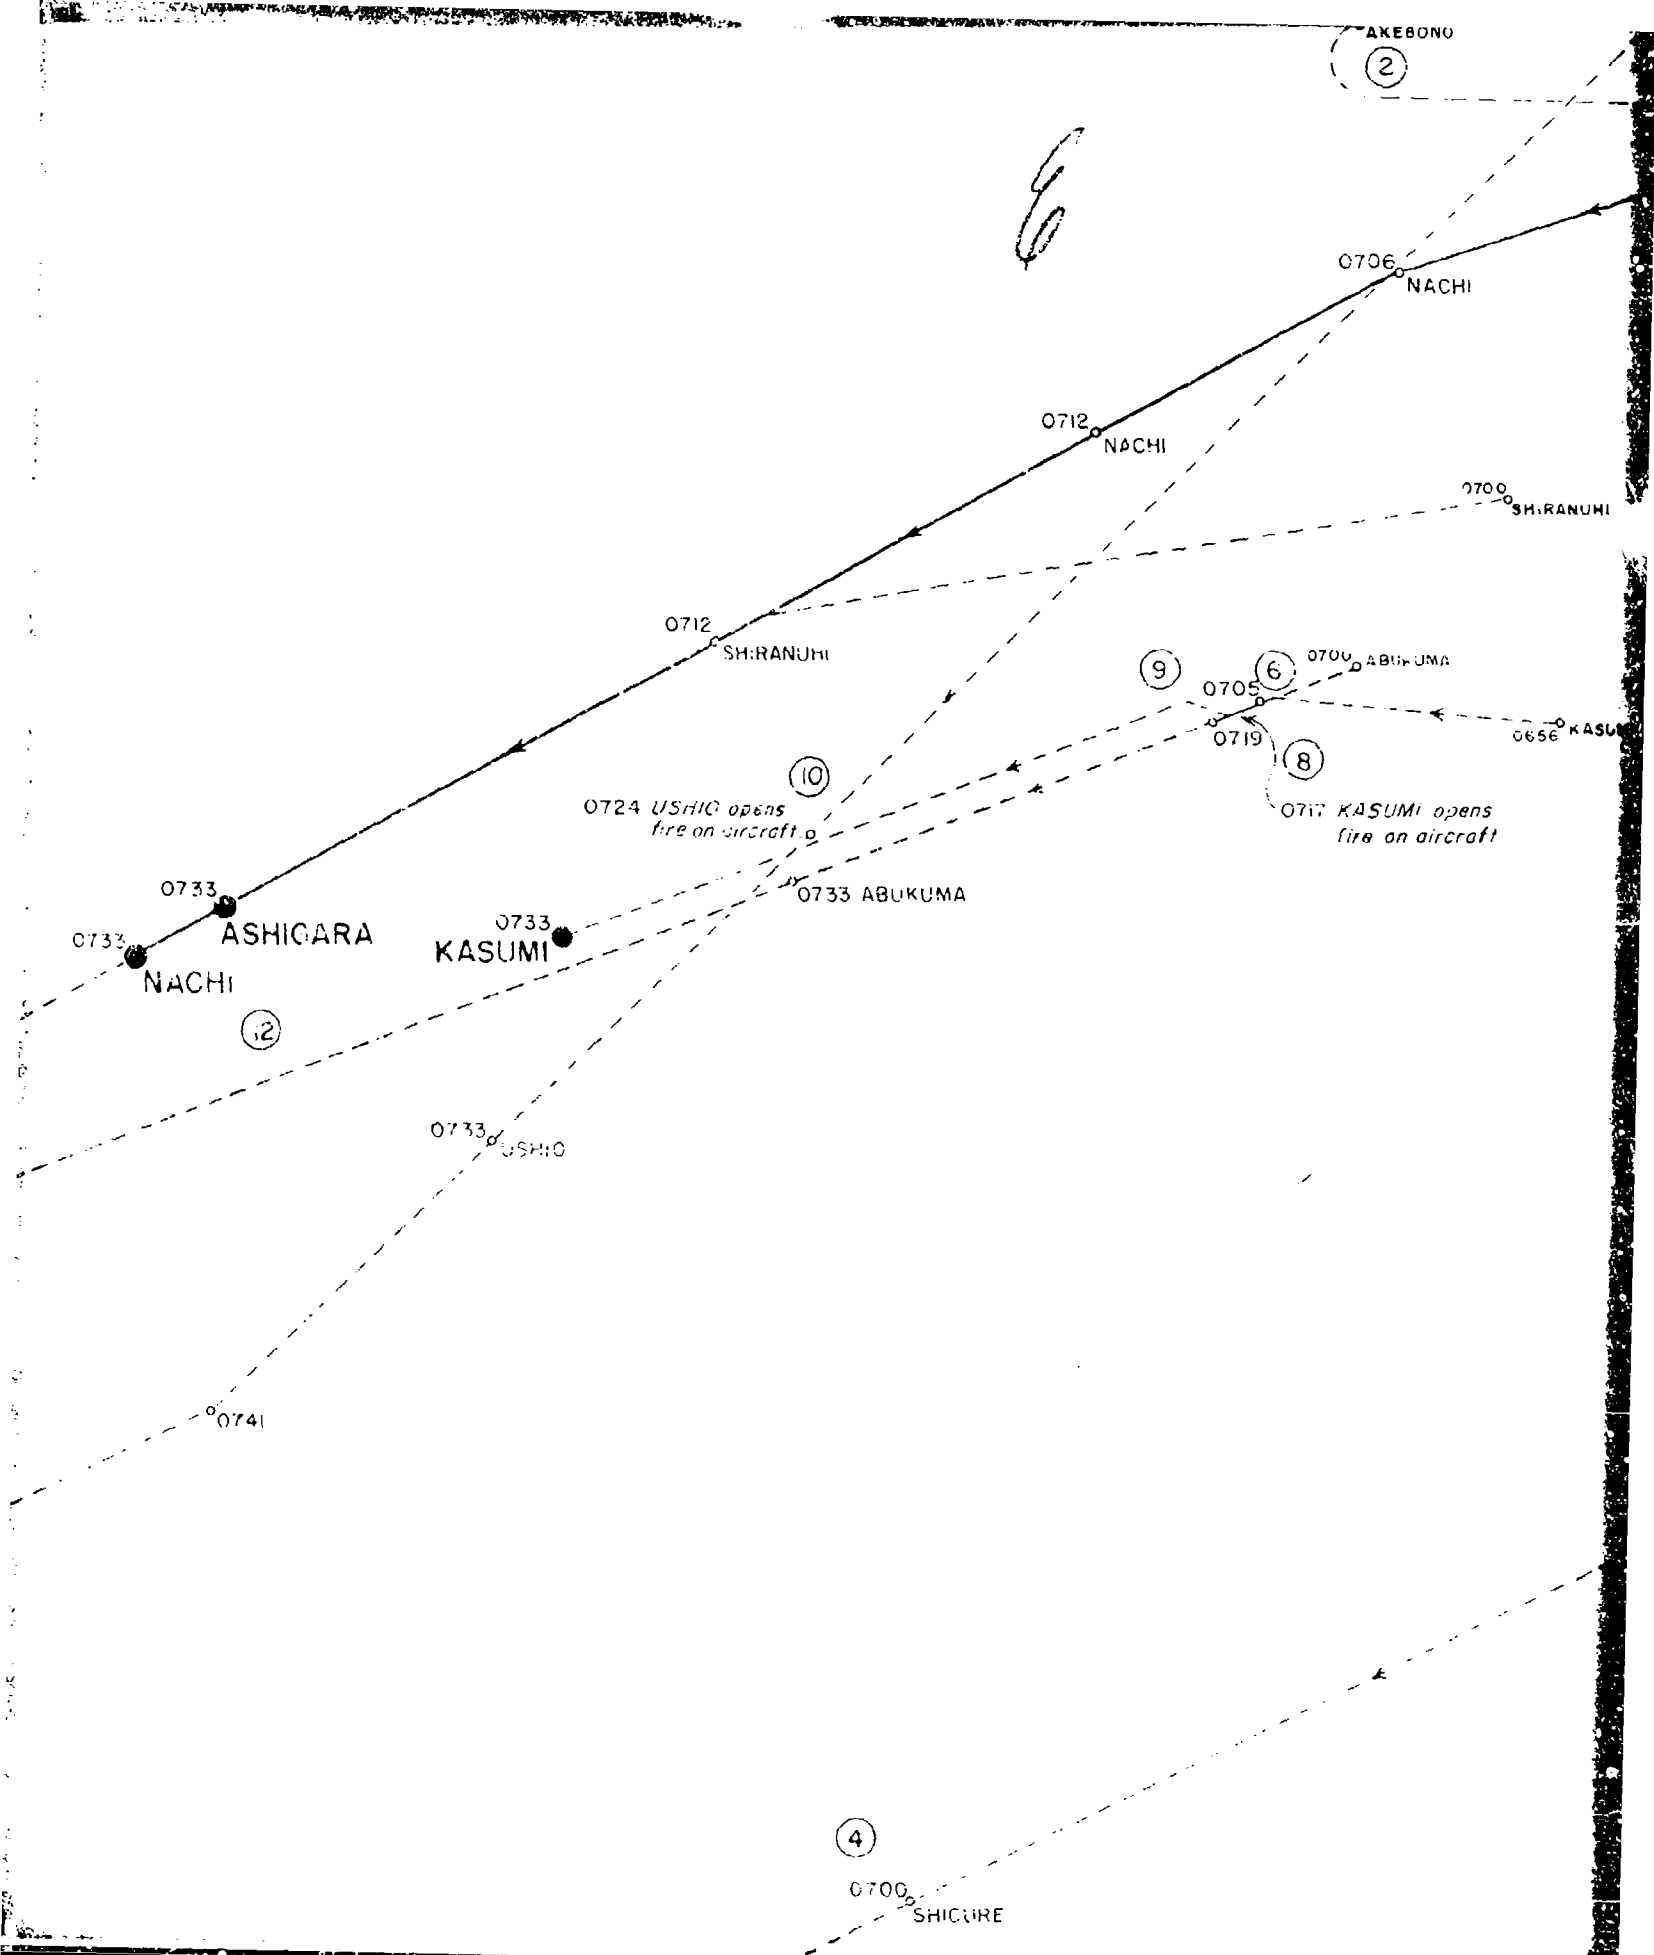 AKEBONO
2
0706
NACHI
0712
NACHI
0700
SHIRANUHI
0712
SHIRANUHI
9
6
0700 ABUKUMA
0705
0719
0656 KASU
8
10
0724 USHIO opens
fire on aircraft
0717 KASUMI opens
fire on aircraft
0733
ASHIGARA
0733 ABUKUMA
0733
KASUMI
0733
NACHI
12
0733
USHIO
0741
4
0700
SHIGURE